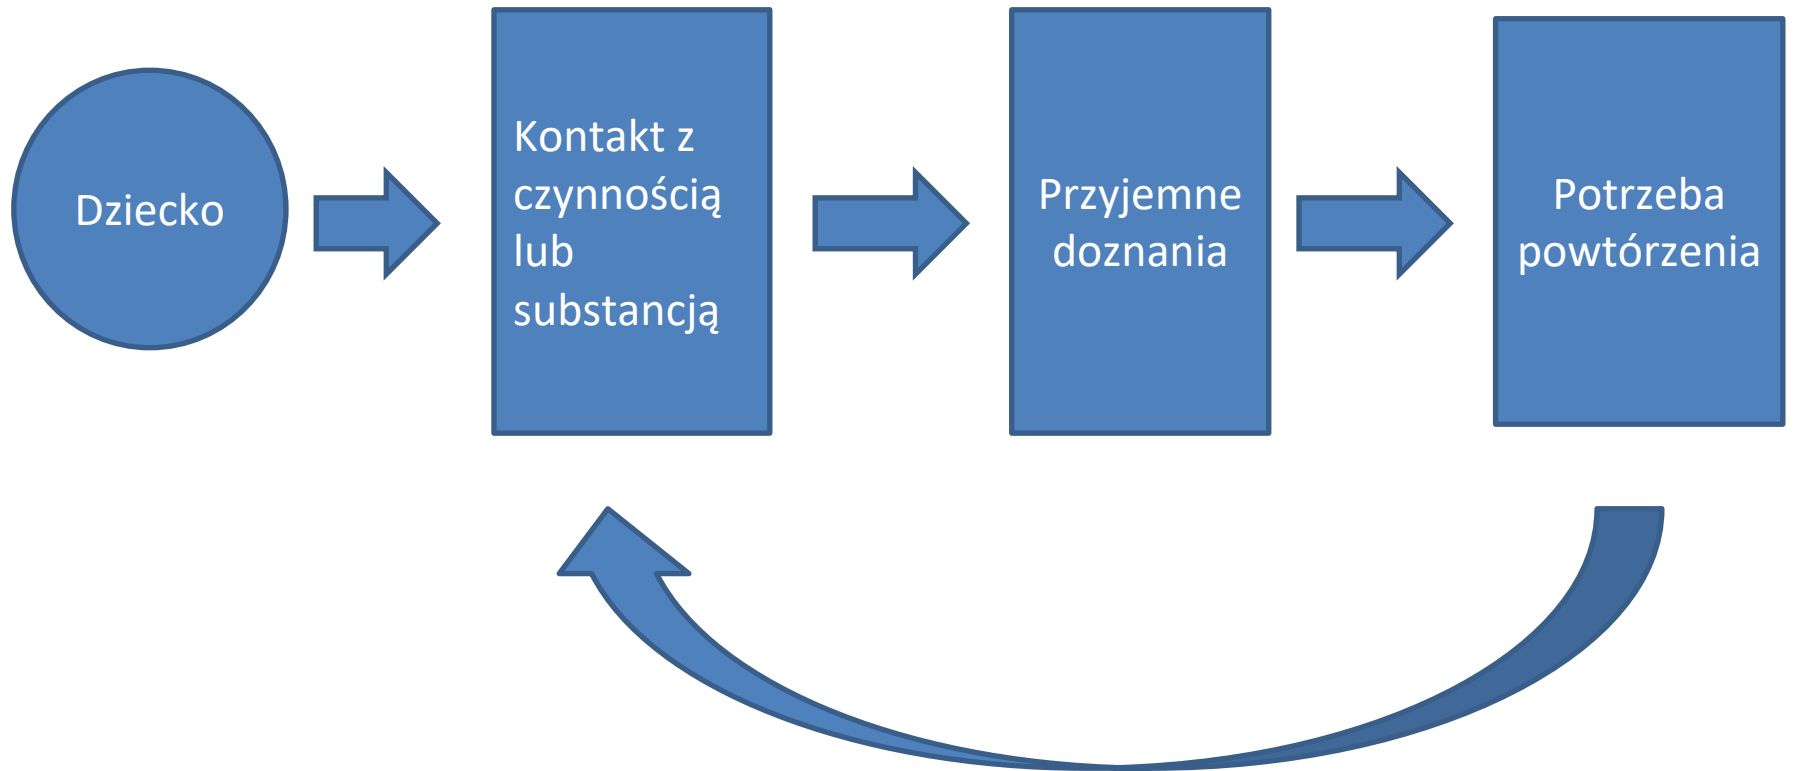 Dziecko
Kontakt z
czynnością
lub
substancją
Przyjemne
doznania
Potrzeba
powtórzenia